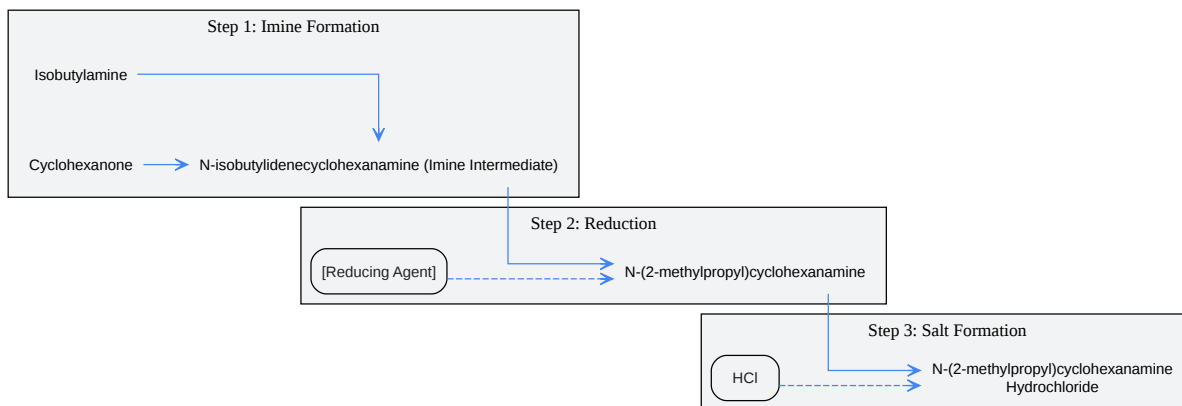 Step 1: Imine Formation
Isobutylamine
Cyclohexanone
N-isobutylidenecyclohexanamine (Imine Intermediate)
Step 2: Reduction
[Reducing Agent]
N-(2-methylpropyl)cyclohexanamine
Step 3: Salt Formation
HCl
N-(2-methylpropyl)cyclohexanamine
Hydrochloride